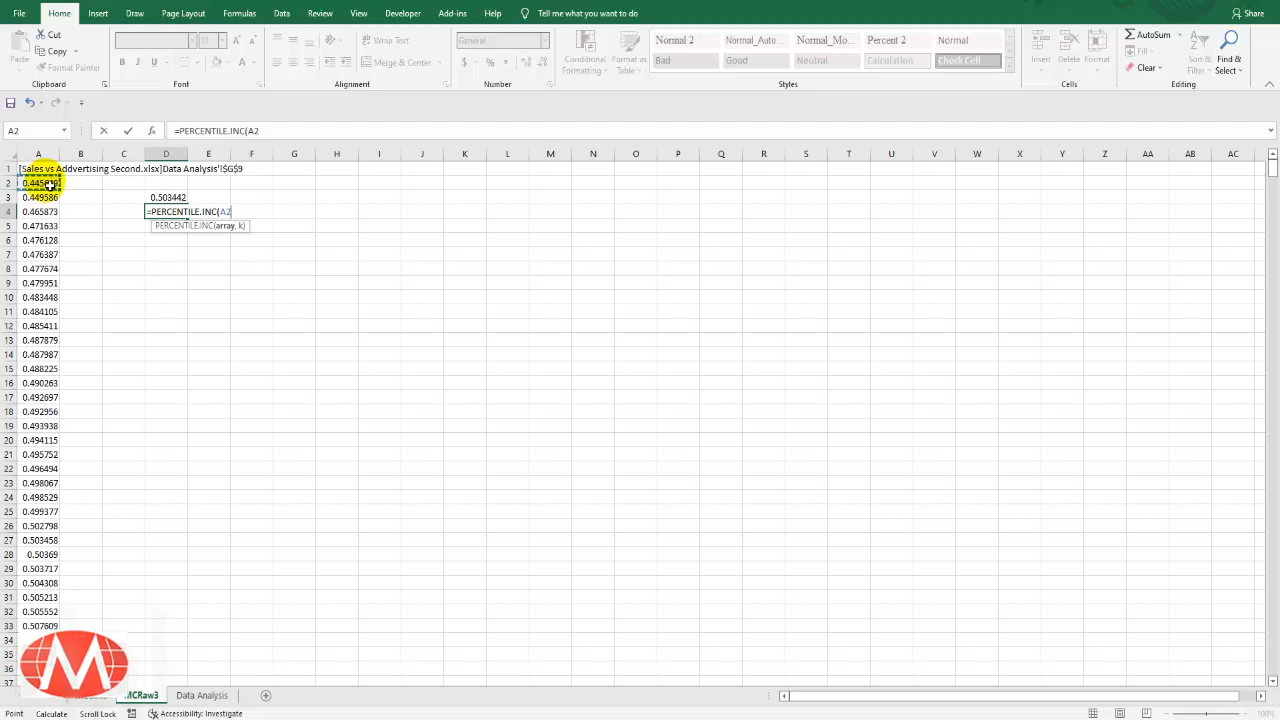 File Home Insert Draw Page Layout Formulas Data Review View Developer Add-ins Help Tell me what you want to do Share
Cut
Copy
Format Painter
Paste
Clipboard
B I U
Font
Wrap Text
Merge & Center
Alignment
General
$ % ,
Number
Conditional Formatting
Format as Table
Normal 2 Normal_Auto... Normal_Mo... Percent 2 Normal
Bad Good Neutral Calculation Check Cell
Styles
Insert Delete Format
Cells
AutoSum
Fill
Clear
Sort & Filter
Find & Select
Editing
A2 fx =PERCENTILE.INC(A2
A B C D E F G H I J K L M N O P Q R S T U V W X Y Z AA AB AC
1 [Sales vs Addvertising Second.xlsx]Data Analysis'!$G$9
2
3 0.449586 0.503442
4 0.465873 =PERCENTILE.INC(A2
5 0.471633 PERCENTILE.INC(array, k)
6 0.476128
7 0.476387
8 0.477674
9 0.479951
10 0.483448
11 0.484105
12 0.485411
13 0.487879
14 0.487987
15 0.488225
16 0.490263
17 0.492697
18 0.492956
19 0.493938
20 0.494115
21 0.495752
22 0.496494
23 0.498067
24 0.498529
25 0.499377
26 0.502798
27 0.503458
28 0.50369
29 0.503717
30 0.504308
31 0.505213
32 0.505552
33 0.507609
34
35
36
37
M
MCRaw3 Data Analysis
Point Calculate Scroll Lock Accessibility: Investigate 100%